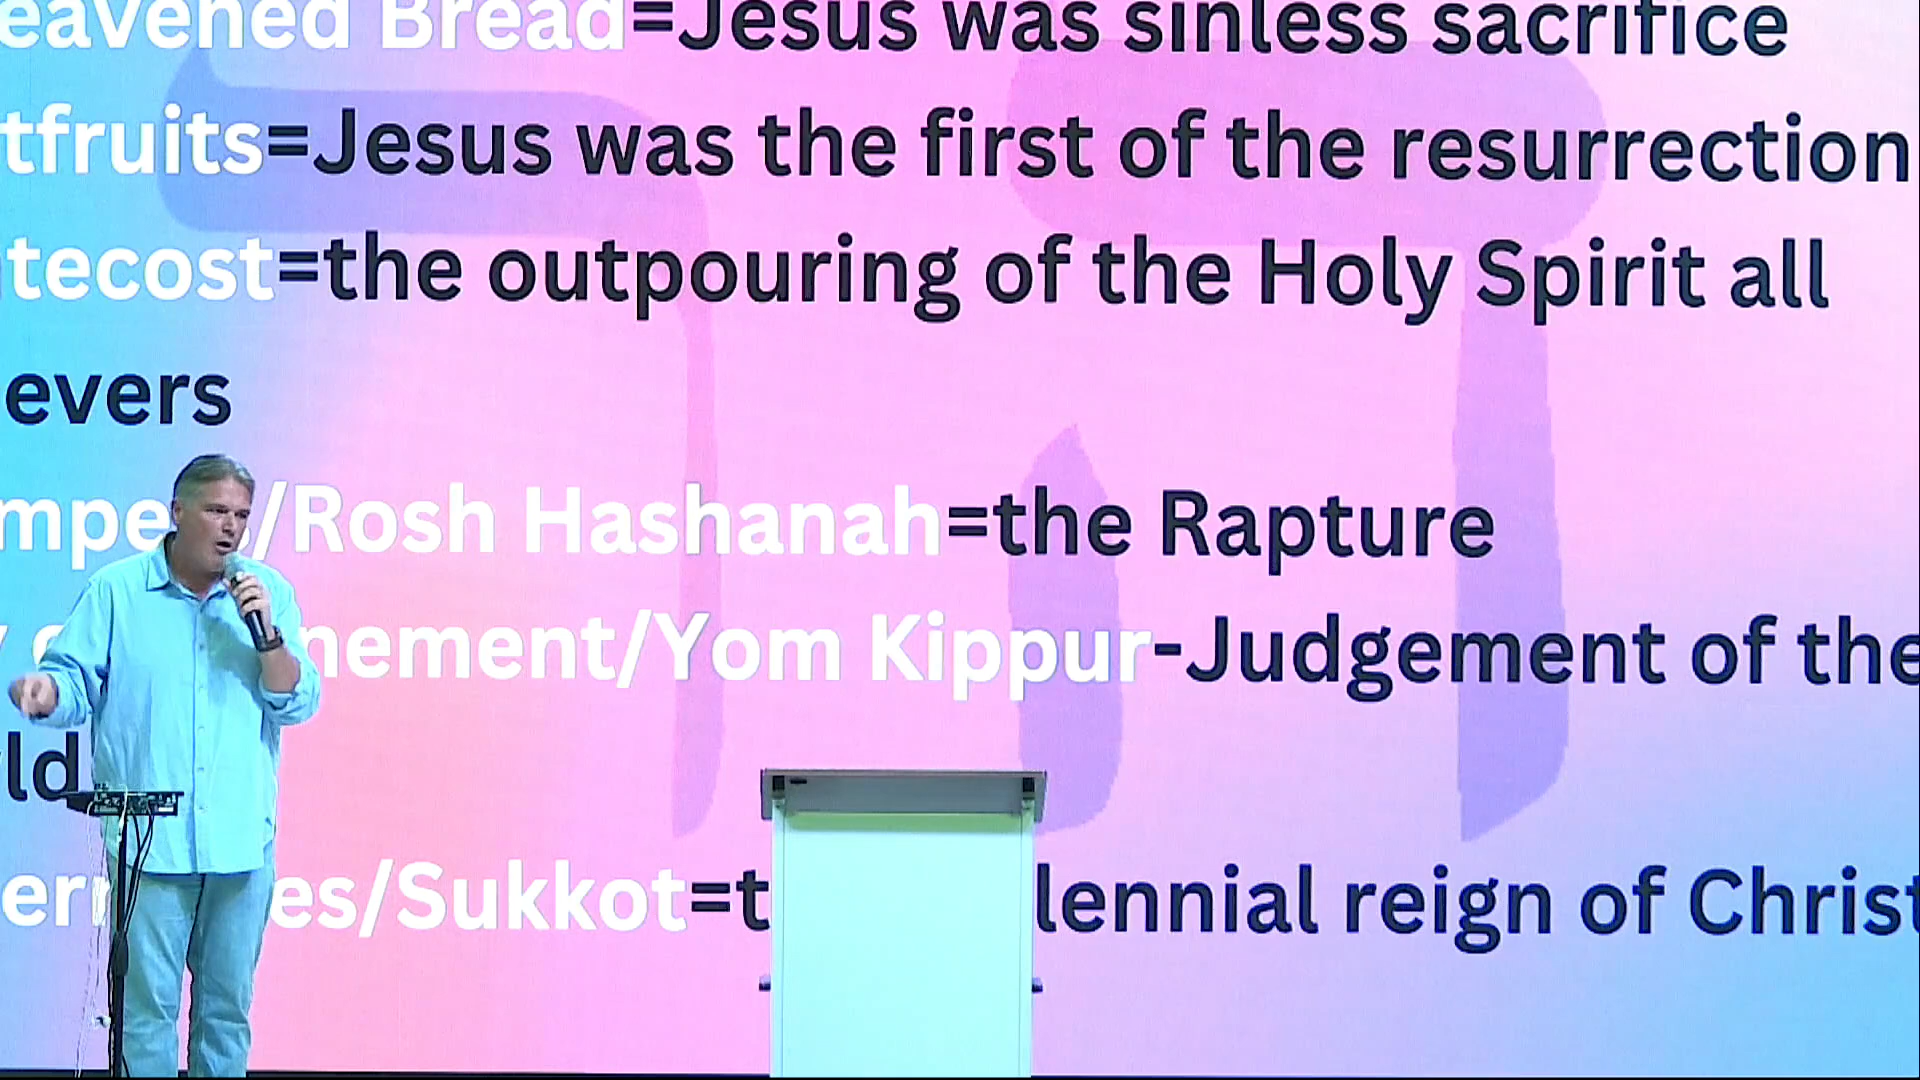 eavened Bread=Jesus was sinless sacrifice
tfruits=Jesus was the first of the resurrection
tecost=the outpouring of the Holy Spirit all
evers
mpe /Rosh Hashanah=the Rapture
nement/Yom Kippur-Judgement of the
ld
er es/Sukkot=t lennial reign of Christ